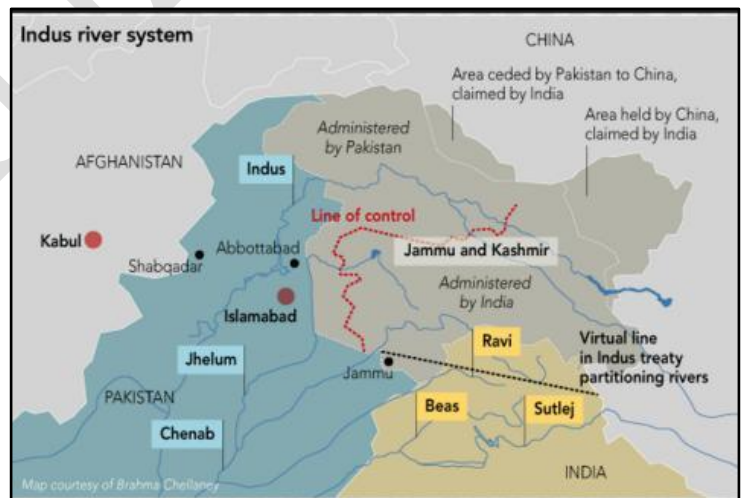 Indus river system
CHINA
Area ceded by Pakistan to China,
claimed by India
Area held by China,
claimed by India
Administered
by Pakistan
AFGHANISTAN
Indus
Line of control
Kabul
Abbottabad
Shabqadar
Jammu and Kashmir
Administered
by India
Islamabad
Ravi
Virtual line
in Indus treaty
partitioning rivers
Jhelum
Jammu
PAKISTAN
Beas
Sutlej
Chenab
INDIA
Map courtesy of Brahma Chellaney